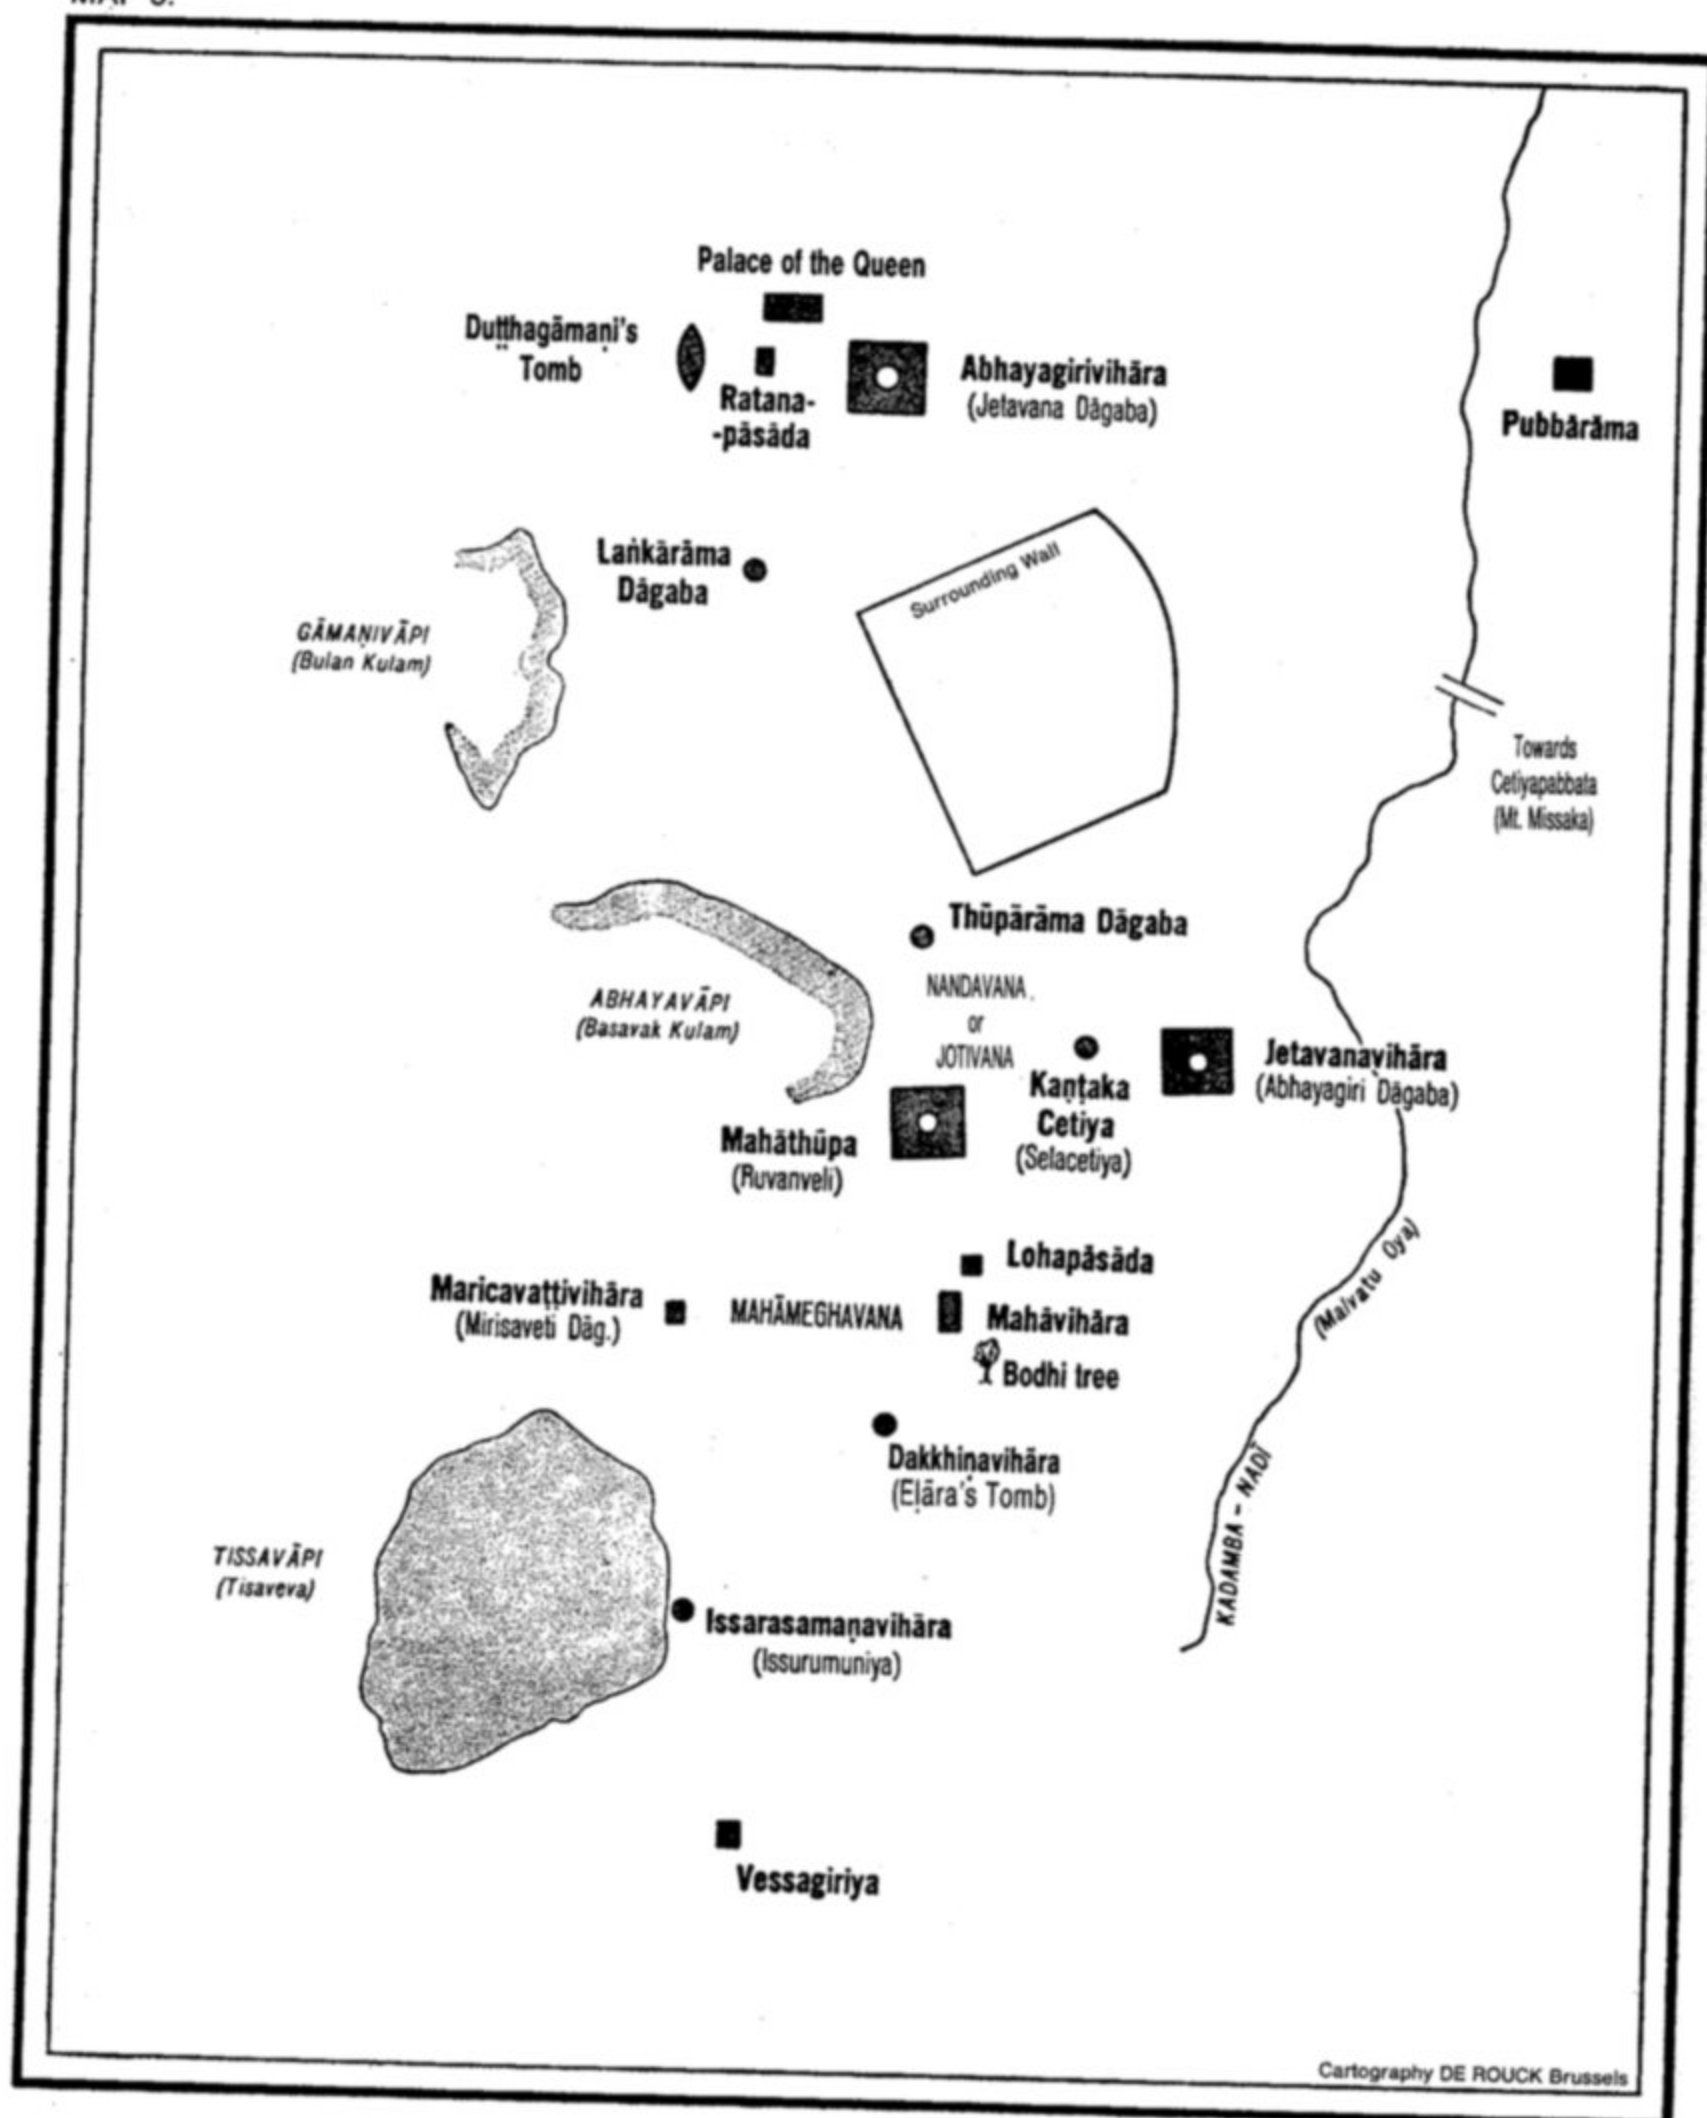 Palace of the Queen
Duṭṭhagāmaṇi's
Tomb
Ratana-
-pāsāda
Abhayagirivihāra
(Jetavana Dāgaba)
Pubbārāma
Laṅkārāma
Dāgaba
Surrounding Wall
GĀMAṆIVĀPI
(Bulan Kulam)
Towards
Cetiyapabbata
(Mt. Missaka)
Thūpārāma Dāgaba
NANDAVANA
or
JOTIVANA
ABHAYAVĀPI
(Basavak Kulam)
Kaṇṭaka
Cetiya
(Selacetiya)
Jetavanavihāra
(Abhayagiri Dāgaba)
Mahāthūpa
(Ruvanveli)
(Malvatu Oya)
Lohapāsāda
Maricavaṭṭivihāra
(Mirisaveti Dāg.)
MAHĀMEGHAVANA
Mahāvihāra
Bodhi tree
Dakkhiṇavihāra
(Eḷāra's Tomb)
KADAMBA - NADĪ
TISSAVĀPI
(Tisaveva)
Issarasamaṇavihāra
(Issurumuniya)
Vessagiriya
Cartography DE ROUCK Brussels